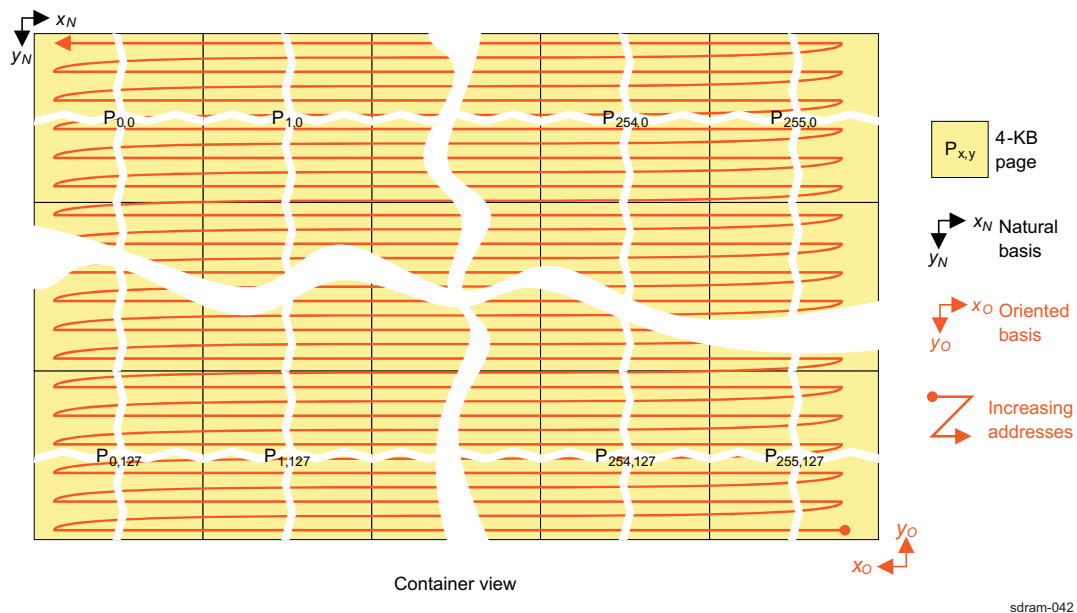 x_N
y_N
P_0,0 P_1,0 P_254,0 P_255,0
P_x,y
4-KB
page
x_N
y_N
Natural
basis
x_O
y_O
Oriented
basis
Increasing
addresses
P_0,127 P_1,127 P_254,127 P_255,127
y_O
x_O
Container view
sdram-042